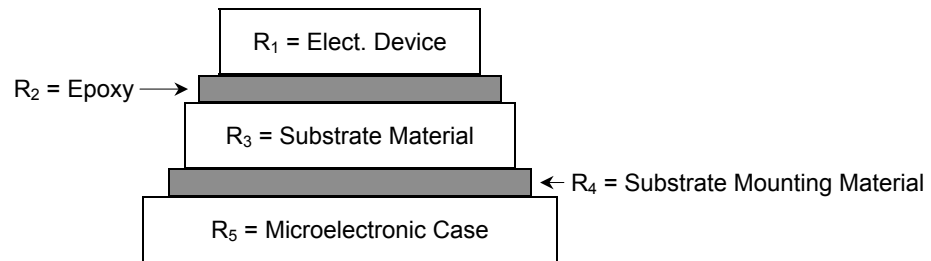 R₁ = Elect. Device
R₂ = Epoxy
R₃ = Substrate Material
R₄ = Substrate Mounting Material
R₅ = Microelectronic Case